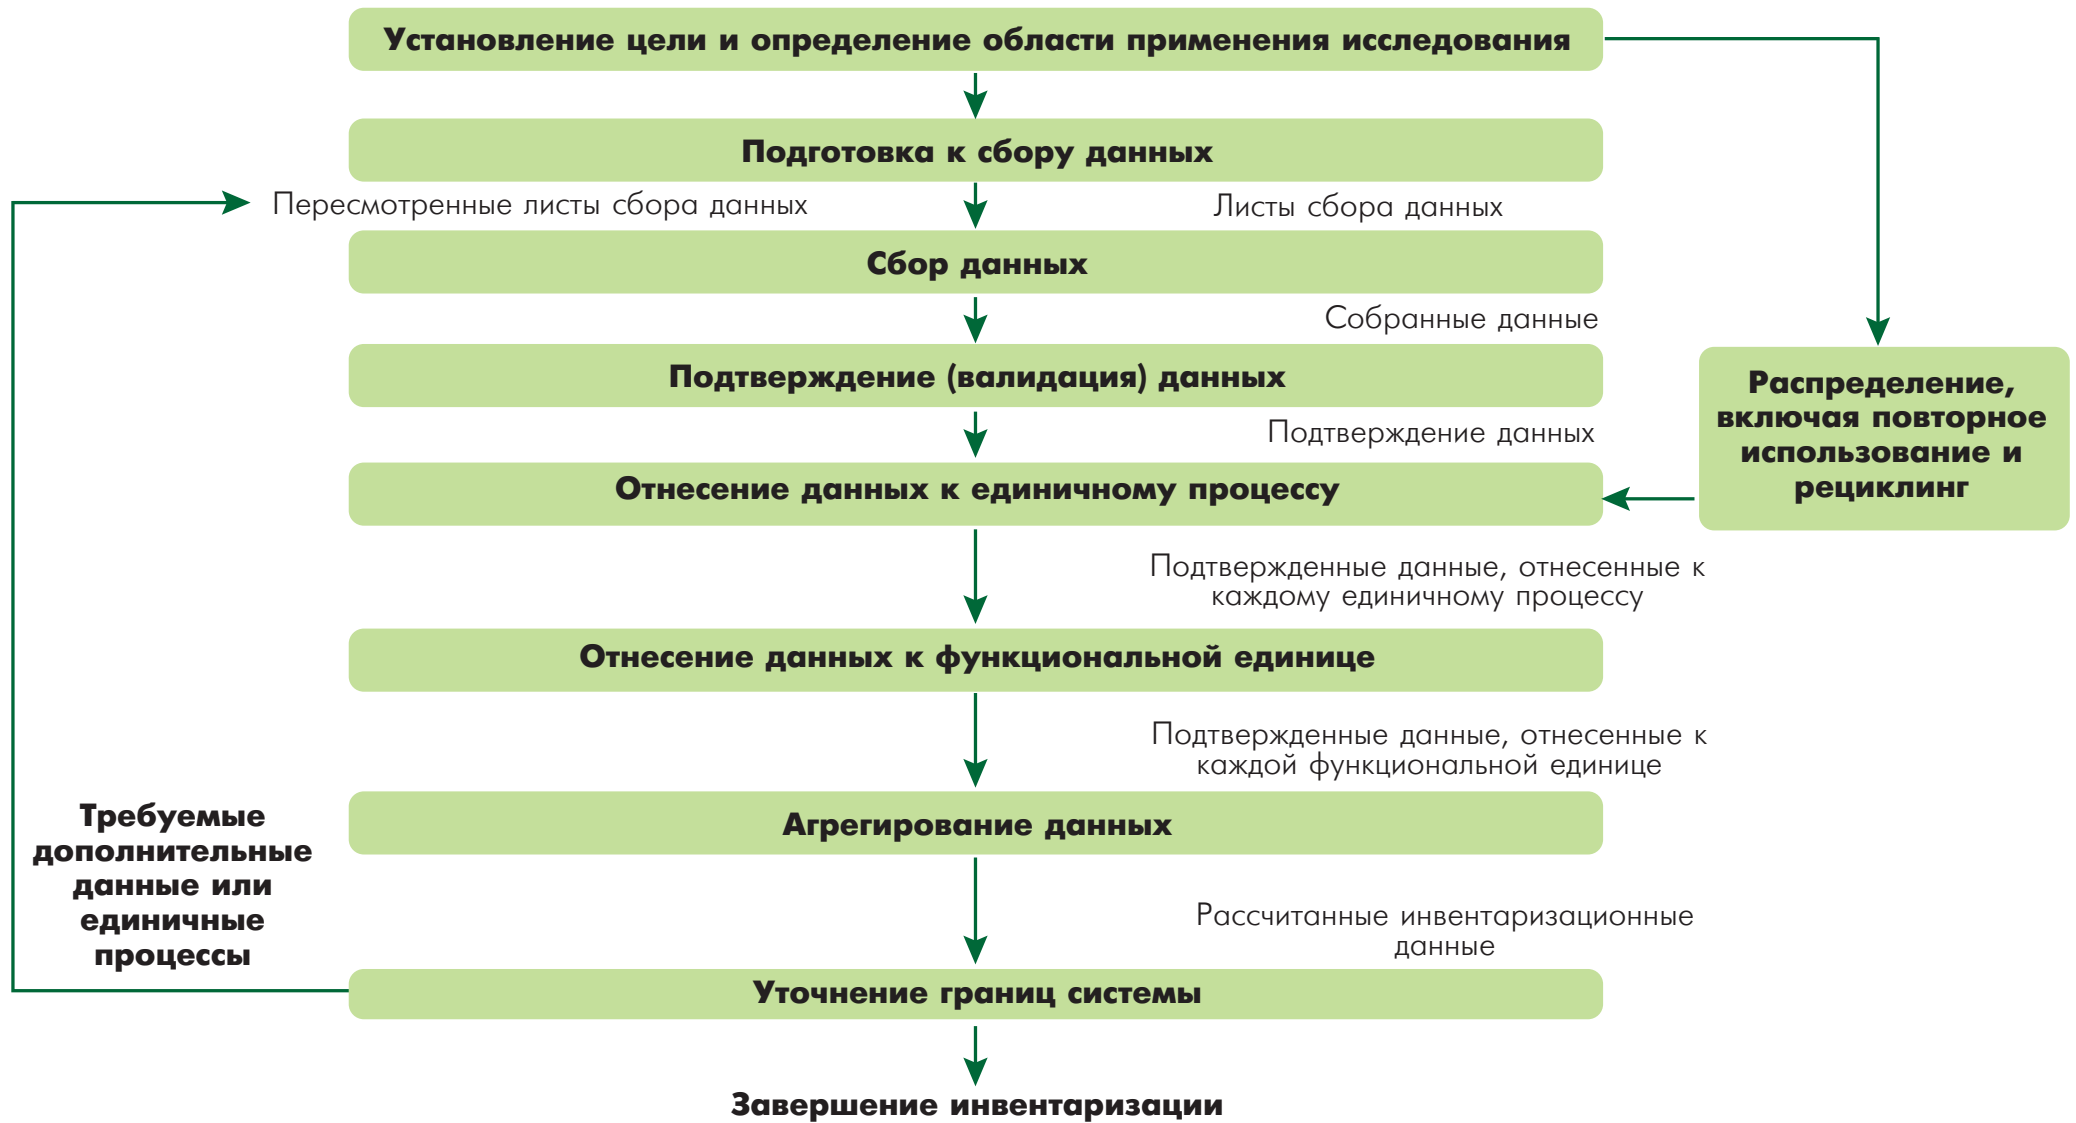 Установление цели и определение области применения исследования
Подготовка к сбору данных
Пересмотренные листы сбора данных
Листы сбора данных
Сбор данных
Собранные данные
Подтверждение (валидация) данных
Распределение,
включая повторное
использование и
рециклинг
Подтверждение данных
Отнесение данных к единичному процессу
Подтвержденные данные, отнесенные к
каждому единичному процессу
Отнесение данных к функциональной единице
Подтвержденные данные, отнесенные к
каждой функциональной единице
Агрегирование данных
Требуемые
дополнительные
данные или
единичные
процессы
Рассчитанные инвентаризационные
данные
Уточнение границ системы
Завершение инвентаризации